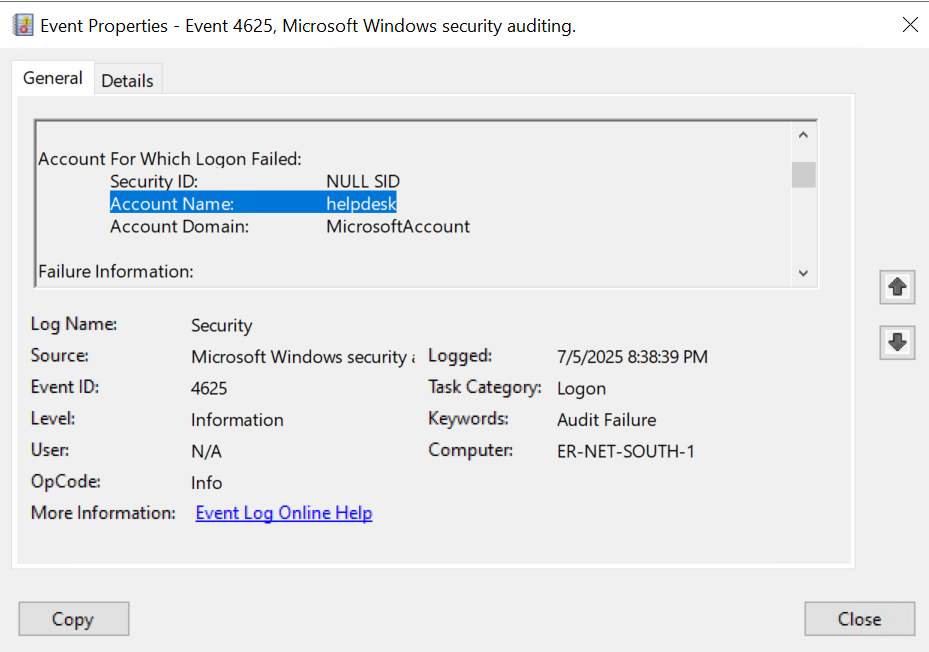 Event Properties - Event 4625, Microsoft Windows security auditing.
General
Details
Account For Which Logon Failed:
Security ID: NULL SID
Account Name: helpdesk
Account Domain: MicrosoftAccount
Failure Information:
Log Name: Security
Source: Microsoft Windows security Logged: 7/5/2025 8:38:39 PM
Event ID: 4625 Task Category: Logon
Level: Information Keywords: Audit Failure
User: N/A Computer: ER-NET-SOUTH-1
OpCode: Info
More Information: Event Log Online Help
Copy
Close